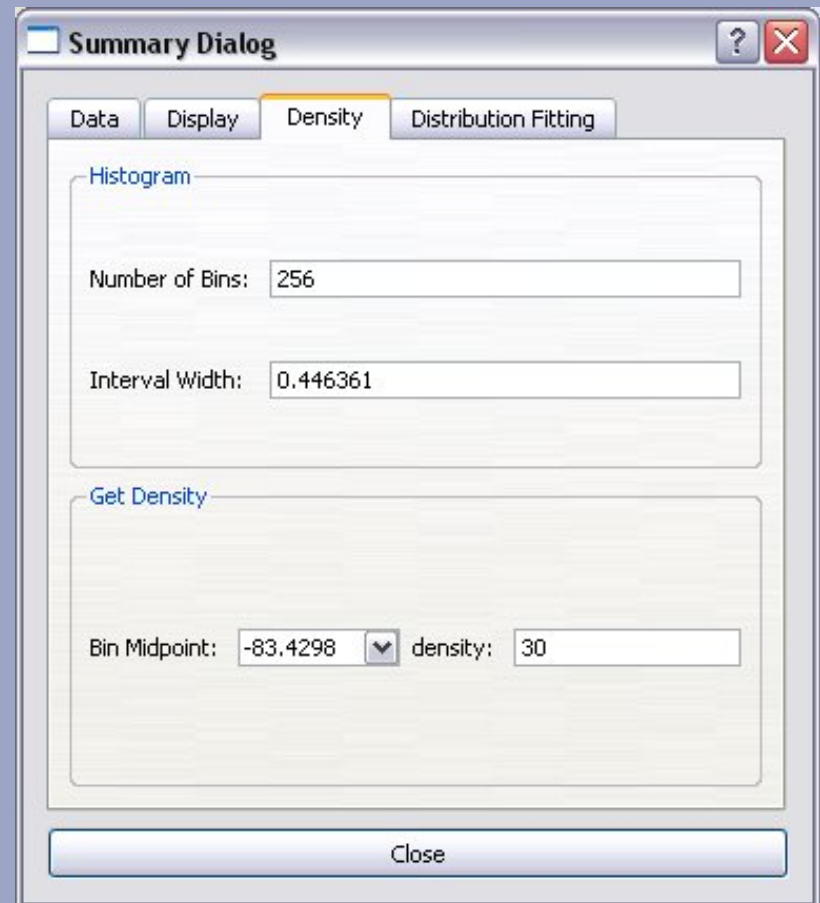 Summary Dialog
?
Data Display Density Distribution Fitting
Histogram
Number of Bins: 256
Interval Width: 0.446361
Get Density
Bin Midpoint: -83.4298 density: 30
Close